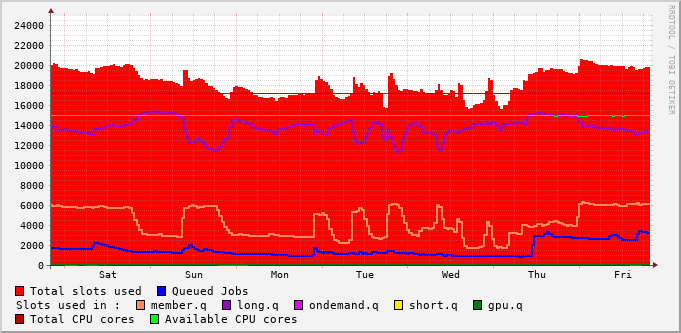 24000
22000
20000
18000
16000
14000
12000
10000
8000
6000
4000
2000
0
Sat Sun Mon Tue Wed Thu Fri
RRDTOOL / TOBI OETIKER
Total slots used Queued Jobs
Slots used in : member.q long.q ondemand.q short.q gpu.q
Total CPU cores Available CPU cores